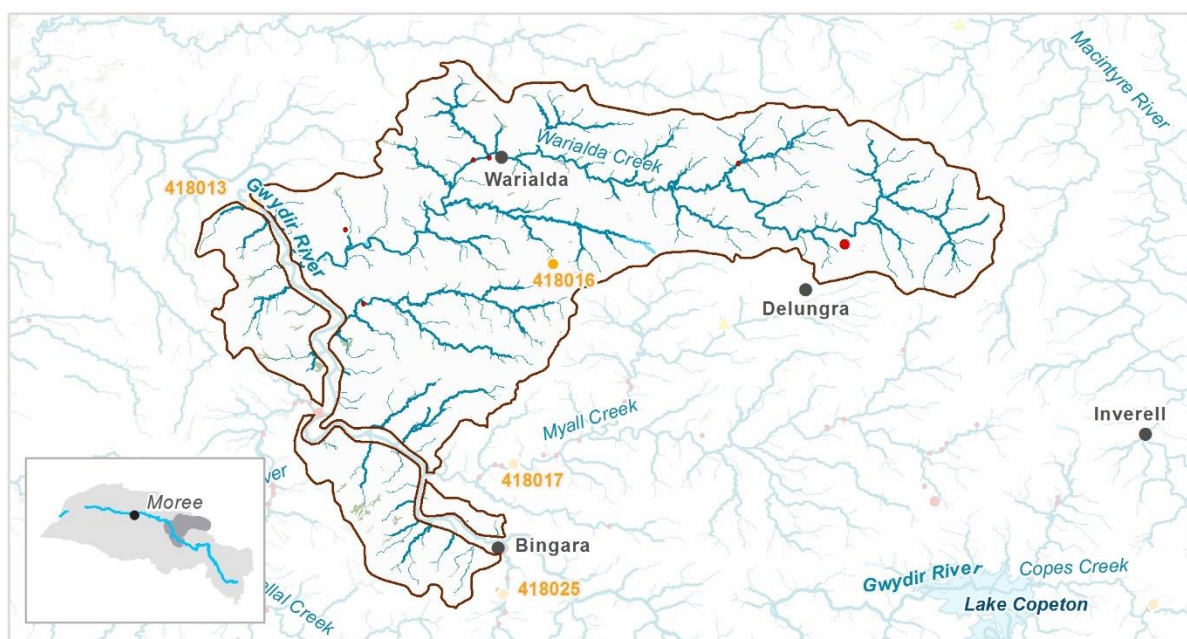 Macintyre River
Warialda Creek
Warialda
418013
Gwydir River
418016
Delungra
Inverell
Myall Creek
418017
Moree
Bingara
Gwydir River
Copes Creek
418025
Lake Copeton
Creek